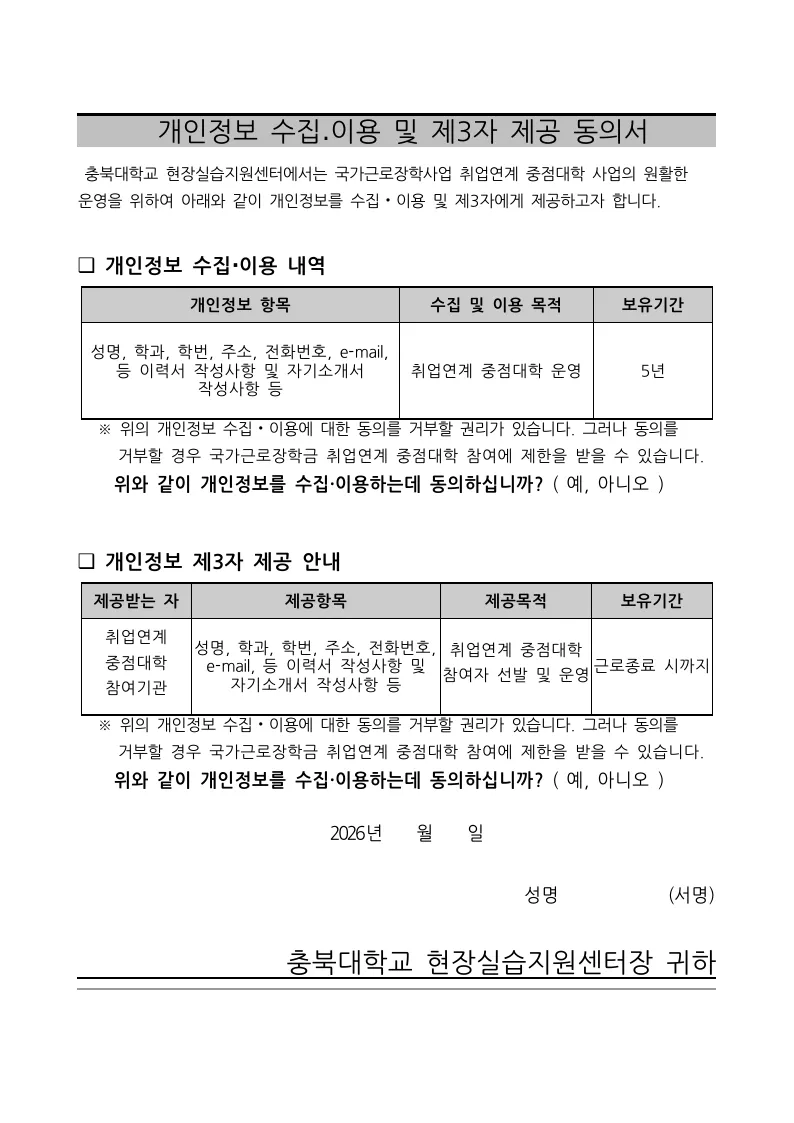 개인정보 수집.이용 및 제3자 제공 동의서
충북대학교 현장실습지원센터에서는 국가근로장학사업 취업연계 중점대학 사업의 원활한
운영을 위하여 아래와 같이 개인정보를 수집・이용 및 제3자에게 제공하고자 합니다.
❏ 개인정보 수집·이용 내역
개인정보 항목 수집 및 이용 목적 보유기간
성명, 학과, 학번, 주소, 전화번호, e-mail,
등 이력서 작성사항 및 자기소개서
작성사항 등
취업연계 중점대학 운영
5년
※ 위의 개인정보 수집・이용에 대한 동의를 거부할 권리가 있습니다. 그러나 동의를
거부할 경우 국가근로장학금 취업연계 중점대학 참여에 제한을 받을 수 있습니다.
위와 같이 개인정보를 수집·이용하는데 동의하십니까? ( 예, 아니오 )
❏ 개인정보 제3자 제공 안내
제공받는 자 제공항목 제공목적 보유기간
취업연계
중점대학
참여기관
성명, 학과, 학번, 주소, 전화번호,
e-mail, 등 이력서 작성사항 및
자기소개서 작성사항 등
취업연계 중점대학
참여자 선발 및 운영
근로종료 시까지
※ 위의 개인정보 수집・이용에 대한 동의를 거부할 권리가 있습니다. 그러나 동의를
거부할 경우 국가근로장학금 취업연계 중점대학 참여에 제한을 받을 수 있습니다.
위와 같이 개인정보를 수집·이용하는데 동의하십니까? ( 예, 아니오 )
2026년 월 일
성명 (서명)
충북대학교 현장실습지원센터장 귀하